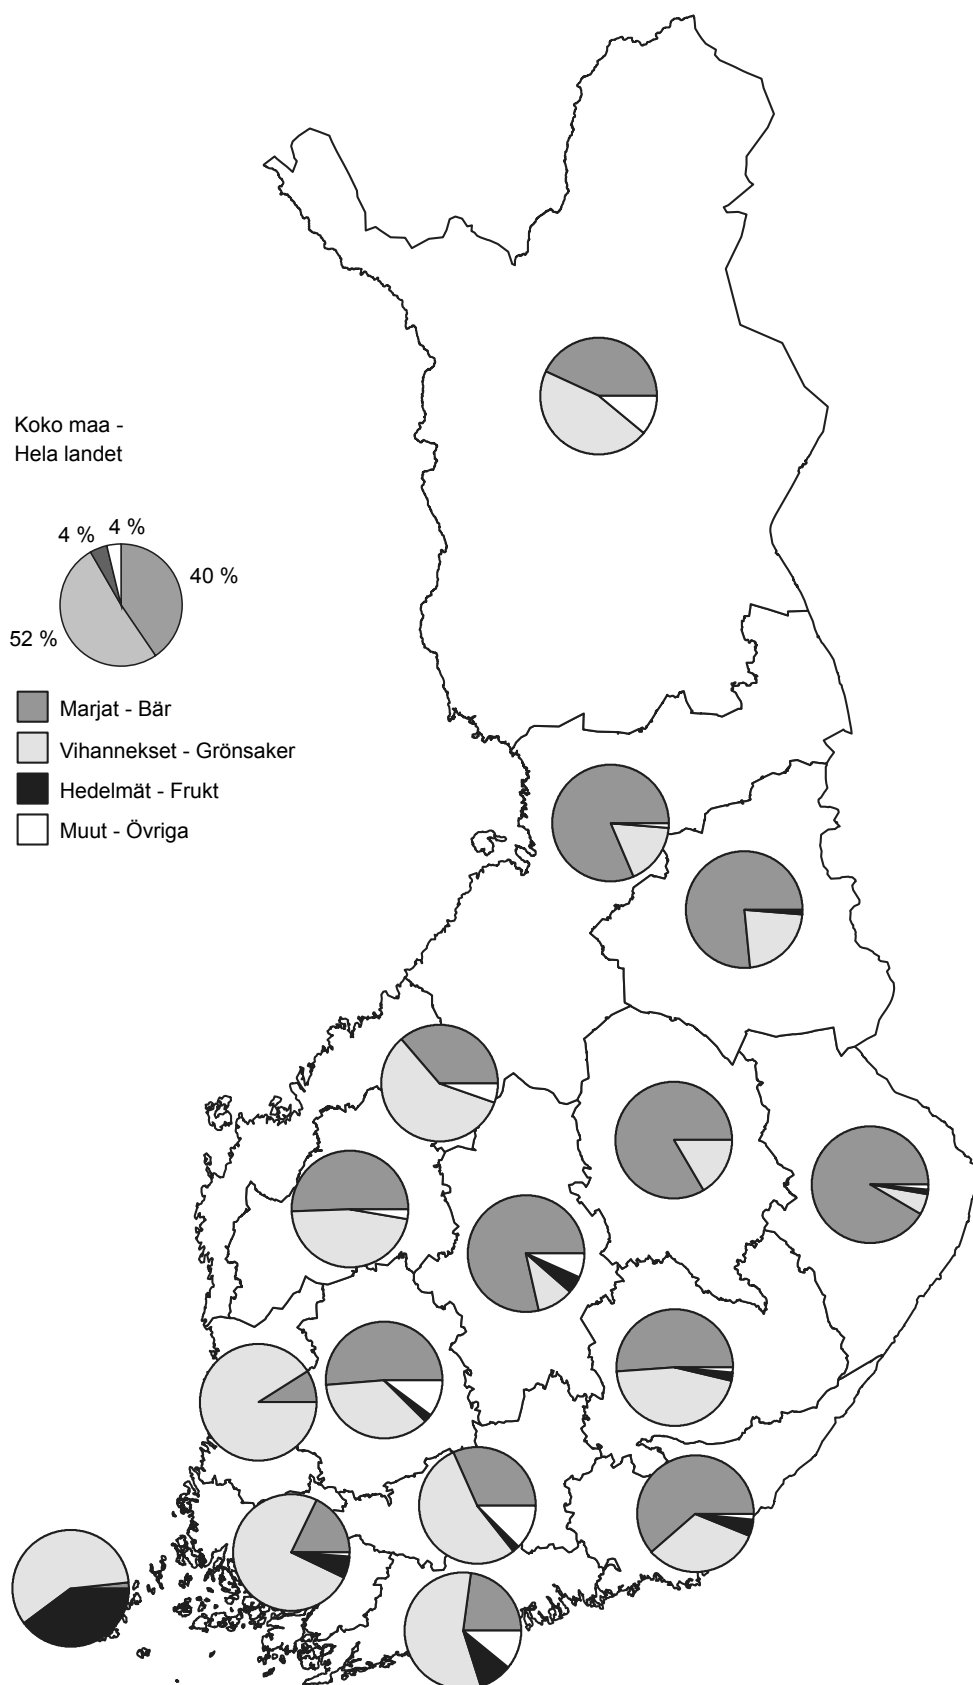 Koko maa -
Hela landet
4 %
4 %
40 %
52 %
Marjat - Bär
Vihannekset - Grönsaker
Hedelmät - Frukt
Muut - Övriga